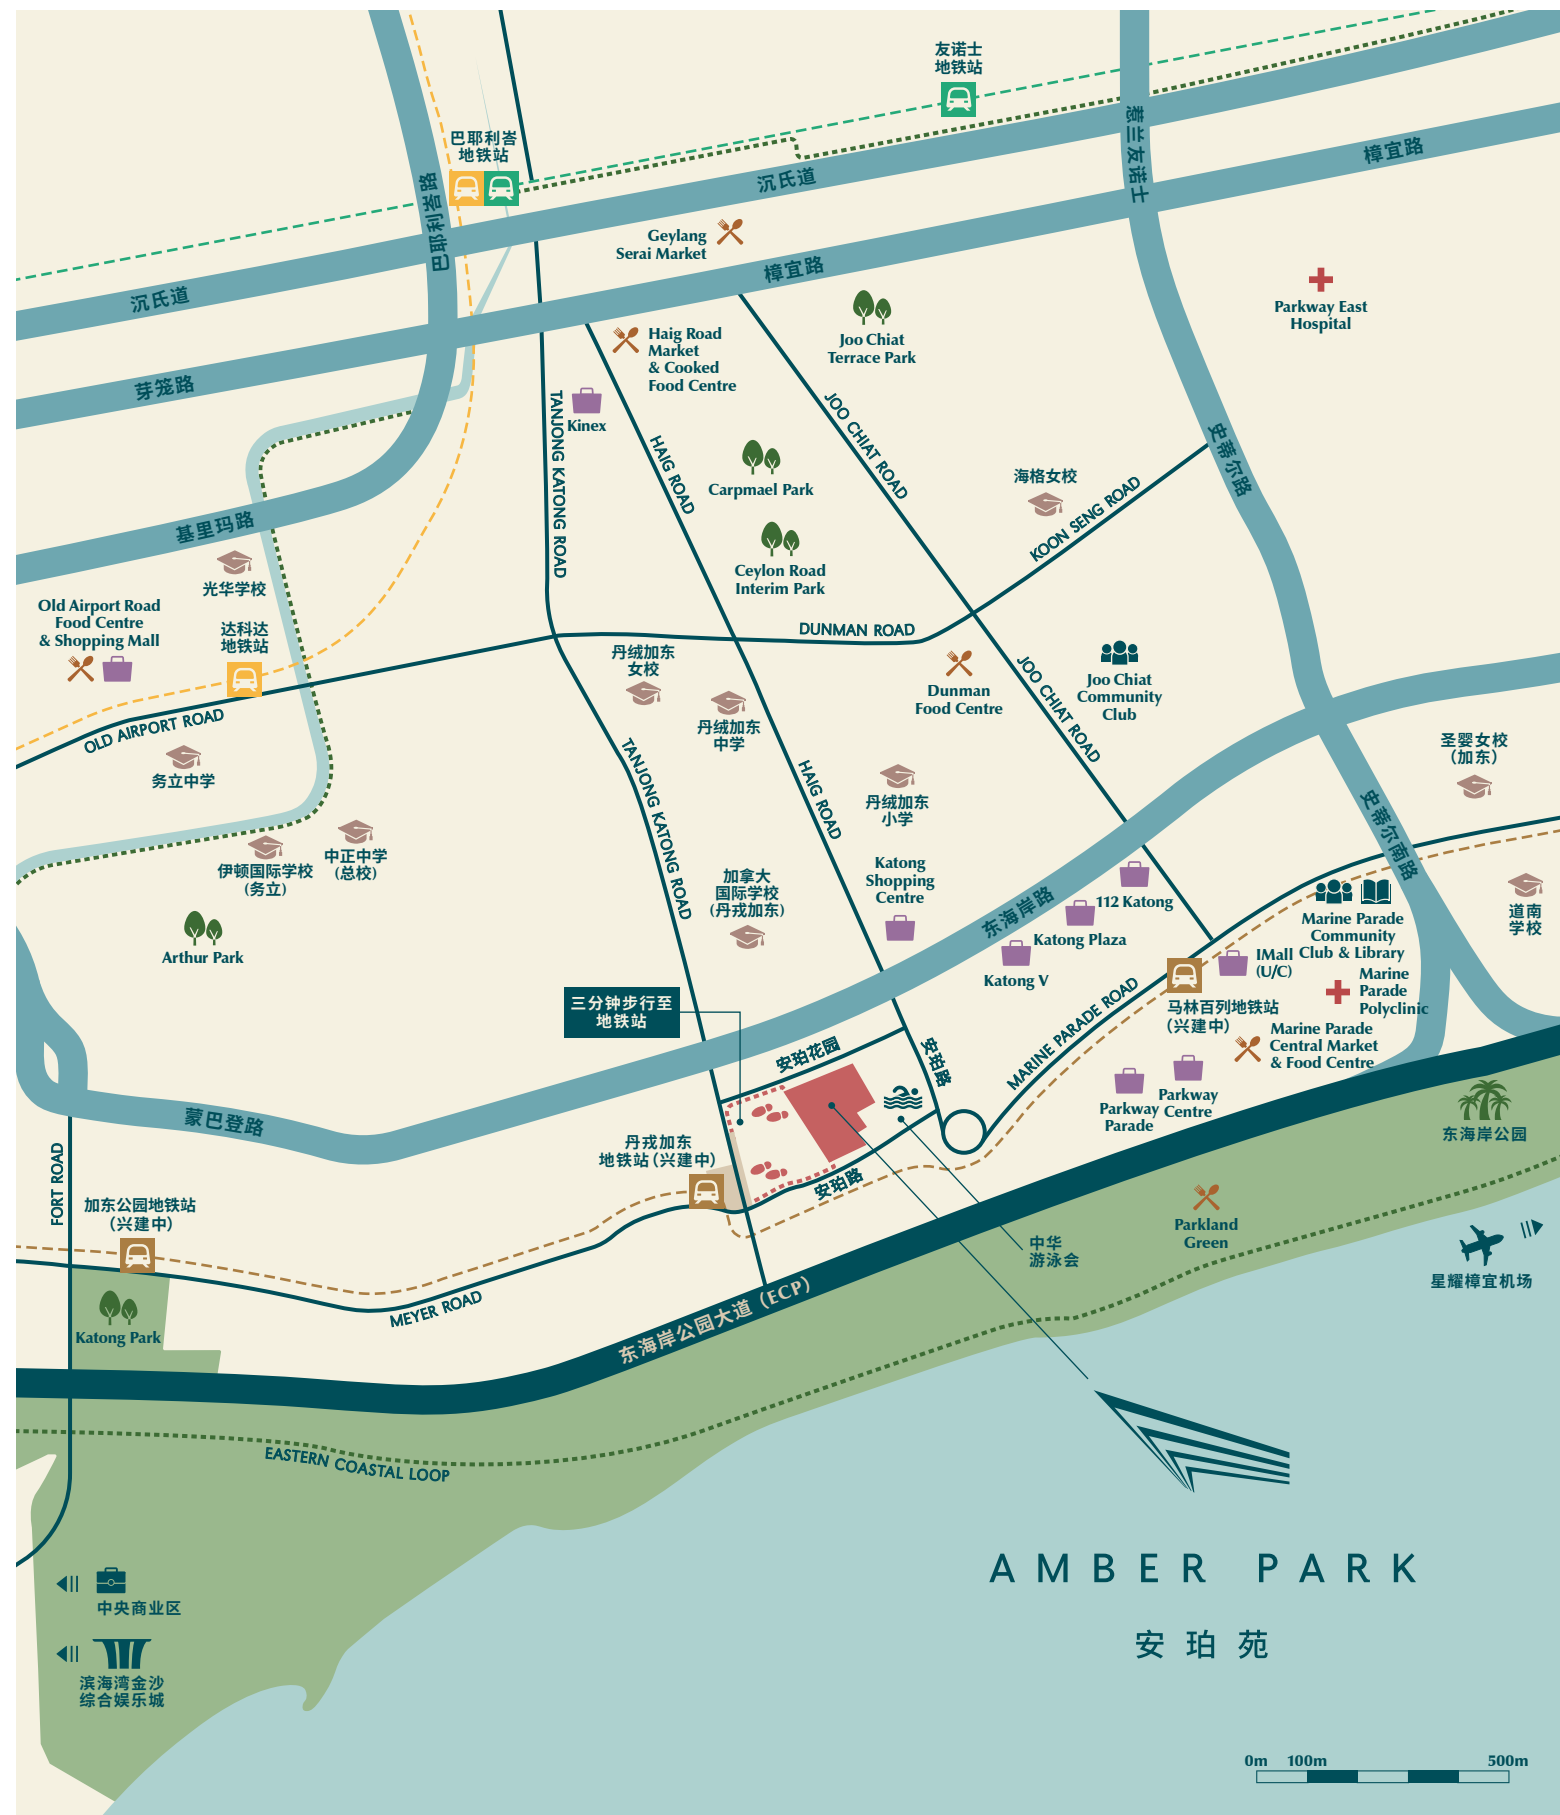 友诺士
地铁站
巴耶利峇
地铁站
惹兰友诺士
樟宜路
沉氏道
巴耶利峇路
Geylang
Serai Market
樟宜路
沉氏道
Parkway East
Hospital
Haig Road
Market
& Cooked
Food Centre
Joo Chiat
Terrace Park
芽笼路
Kinex
TANJONG KATONG ROAD
HAIG ROAD
JOO CHIAT ROAD
史蒂尔路
Carpmael Park
海格女校
KOON SENG ROAD
基里玛路
光华学校
Ceylon Road
Interim Park
Old Airport Road
Food Centre
& Shopping Mall
达科达
地铁站
DUNMAN ROAD
丹绒加东
女校
Dunman
Food Centre
JOO CHIAT ROAD
Joo Chiat
Community
Club
OLD AIRPORT ROAD
丹绒加东
中学
圣婴女校
（加东）
务立中学
TANJONG KATONG ROAD
HAIG ROAD
丹绒加东
小学
史蒂尔南路
伊顿国际学校
(务立)
中正中学
(总校)
加拿大
国际学校
(丹戎加东)
Katong
Shopping
Centre
东海岸路
112 Katong
Katong Plaza
Katong V
Marine Parade
Community
Club & Library
道南
学校
Arthur Park
IMall
(U/C)
Marine
Parade
Polyclinic
三分钟步行至
地铁站
马林百列地铁站
（兴建中）
Marine Parade
Central Market
& Food Centre
MARINE PARADE ROAD
安珀花园
安珀路
Parkway
Parade
Parkway
Centre
蒙巴登路
丹戎加东
地铁站（兴建中）
东海岸公园
安珀路
FORT ROAD
加东公园地铁站
（兴建中）
Parkland
Green
中华
游泳会
星耀樟宜机场
MEYER ROAD
Katong Park
东海岸公园大道（ECP）
EASTERN COASTAL LOOP
AMBER PARK
安珀苑
中央商业区
滨海湾金沙
综合娱乐城
0m 100m 500m